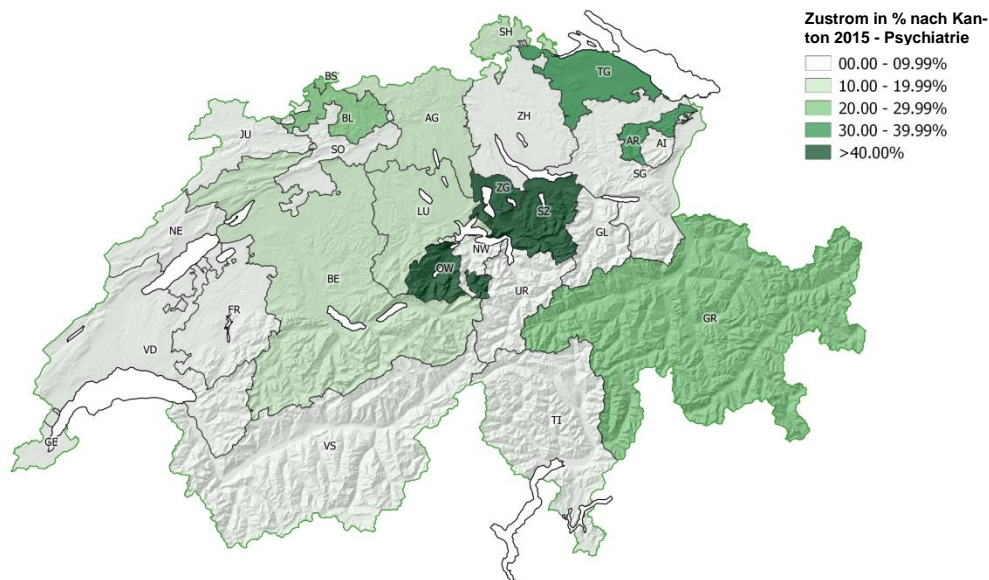 Zustrom in % nach Kan-
ton 2015 - Psychiatrie
00.00 - 09.99%
10.00 - 19.99%
20.00 - 29.99%
30.00 - 39.99%
>40.00%
SH
BS
TG
BL
AG
ZH
JU
AR
AI
SO
SG
ZG
LU
SZ
NE
NW
GL
OW
BE
UR
FR
GR
VD
TI
GE
VS